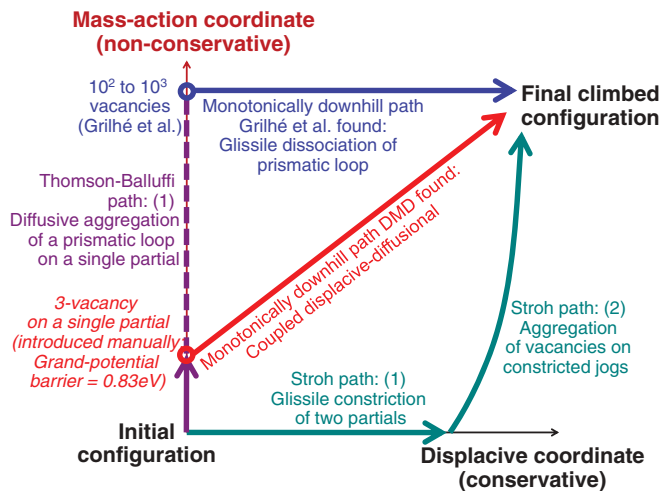 Mass-action coordinate
(non-conservative)
10² to 10³
vacancies
(Grilhé et al.)
Monotonically downhill path
Grilhé et al. found:
Glissile dissociation of
prismatic loop
Final climbed
configuration
Thomson-Balluffi
path: (1)
Diffusive aggregation
of a prismatic loop
on a single partial
Monotonically downhill path DMD found:
Coupled displacive-diffusional
3-vacancy
on a single partial
(introduced manually
Grand-potential
barrier = 0.83eV)
Stroh path: (2)
Aggregation
of vacancies on
constricted jogs
Stroh path: (1)
Glissile constriction
of two partials
Initial
configuration
Displacive coordinate
(conservative)